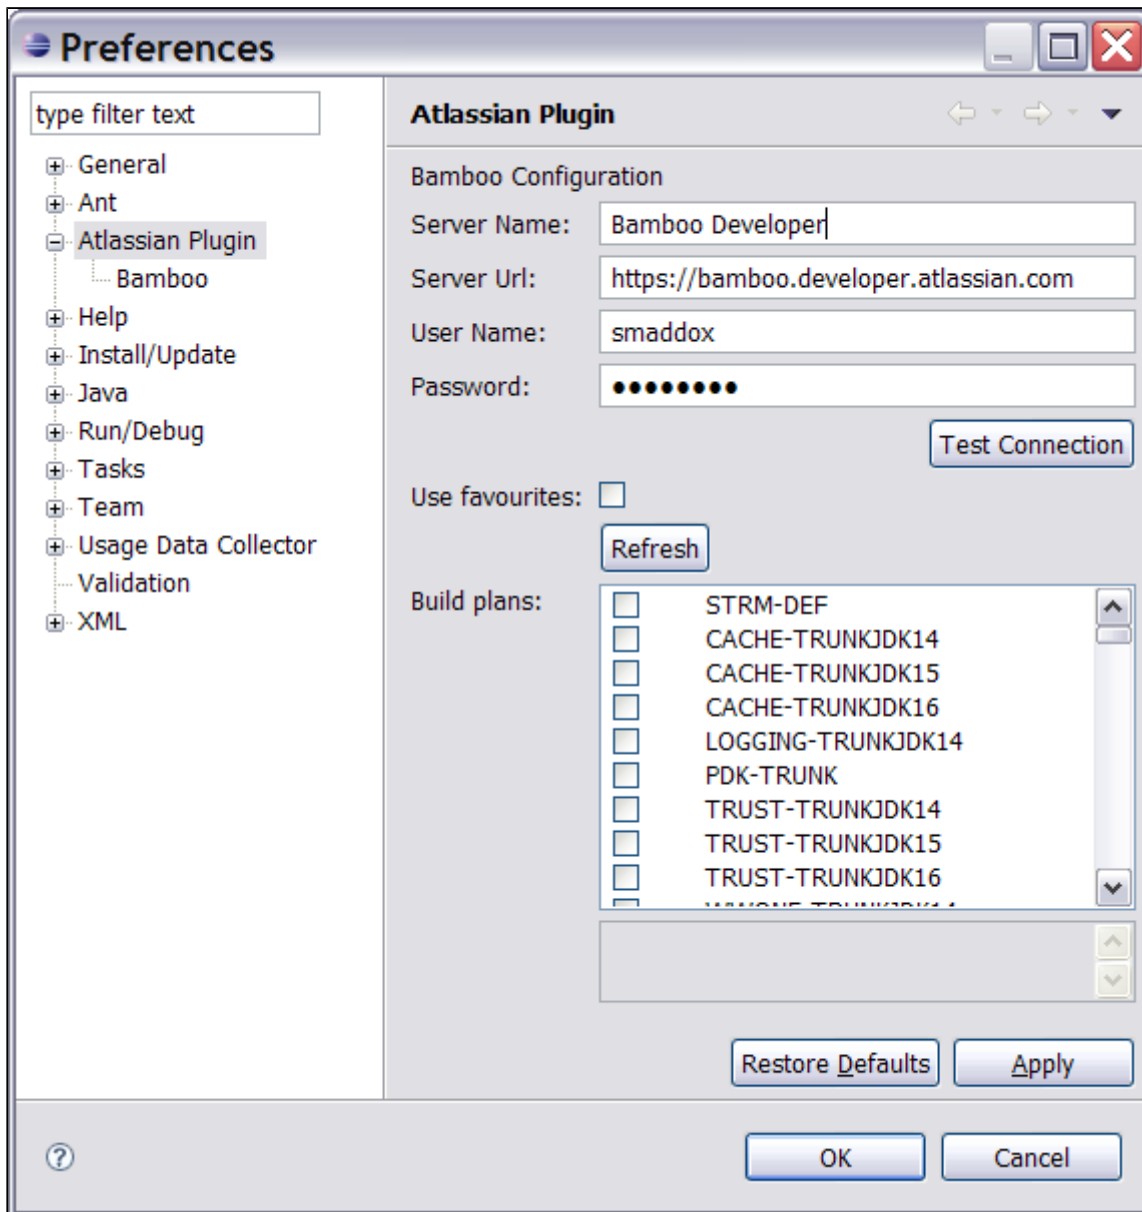 Preferences
type filter text
General
Ant
Atlassian Plugin
Bamboo
Help
Install/Update
Java
Run/Debug
Tasks
Team
Usage Data Collector
Validation
XML
Atlassian Plugin
Bamboo Configuration
Server Name: Bamboo Developer
Server Url: https://bamboo.developer.atlassian.com
User Name: smaddox
Password: ●●●●●●●●
Test Connection
Use favourites:
Refresh
Build plans:
STRM-DEF
CACHE-TRUNKJDK14
CACHE-TRUNKJDK15
CACHE-TRUNKJDK16
LOGGING-TRUNKJDK14
PDK-TRUNK
TRUST-TRUNKJDK14
TRUST-TRUNKJDK15
TRUST-TRUNKJDK16
Restore Defaults
Apply
?
OK
Cancel